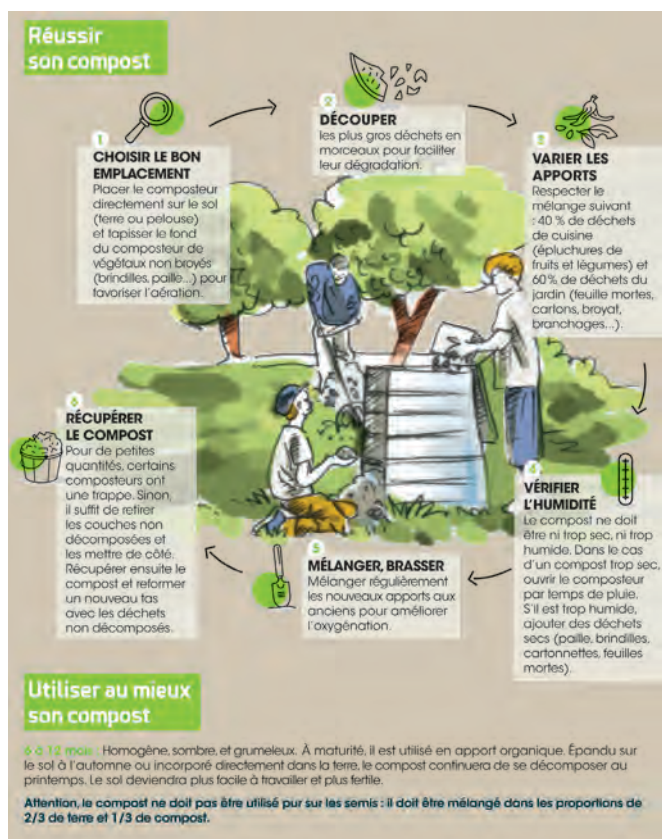 Réussir
son compost
1
CHOISIR LE BON
EMPLACEMENT
Placer le composteur
directement sur le sol
(terre ou pelouse)
et tapisser le fond
du composteur de
végétaux non broyés
(brindilles, paille...) pour
favoriser l'aération.
2
DÉCOUPER
les plus gros déchets en
morceaux pour faciliter
leur dégradation.
3
VARIER LES
APPORTS
Respecter le
mélange suivant
: 40 % de déchets
de cuisine
(épluchures de
fruits et légumes) et
60% de déchets du
jardin (feuille mortes,
cartons, broyat,
branchages...).
4
VÉRIFIER
L'HUMIDITÉ
Le compost ne doit
être ni trop sec, ni trop
humide. Dans le cas
d'un compost trop sec,
ouvrir le composteur
par temps de pluie.
S'il est trop humide,
ajouter des déchets
secs (paille, brindilles,
cartonnettes, feuilles
mortes).
5
MÉLANGER, BRASSER
Mélanger régulièrement
les nouveaux apports aux
anciens pour améliorer
l'oxygénation.
6
RÉCUPÉRER
LE COMPOST
Pour de petites
quantités, certains
composteurs ont
une trappe. Sinon,
il suffit de retirer
les couches non
décomposées et
les mettre de côté.
Récupérer ensuite le
compost et reformer
un nouveau tas
avec les déchets
non décomposés.
Utiliser au mieux
son compost
6 à 12 mois : Homogène, sombre, et grumeleux. À maturité, il est utilisé en apport organique. Épandu sur
le sol à l'automne ou incorporé directement dans la terre, le compost continuera de se décomposer au
printemps. Le sol deviendra plus facile à travailler et plus fertile.
Attention, le compost ne doit pas être utilisé pur sur les semis : il doit être mélangé dans les proportions de
2/3 de terre et 1/3 de compost.